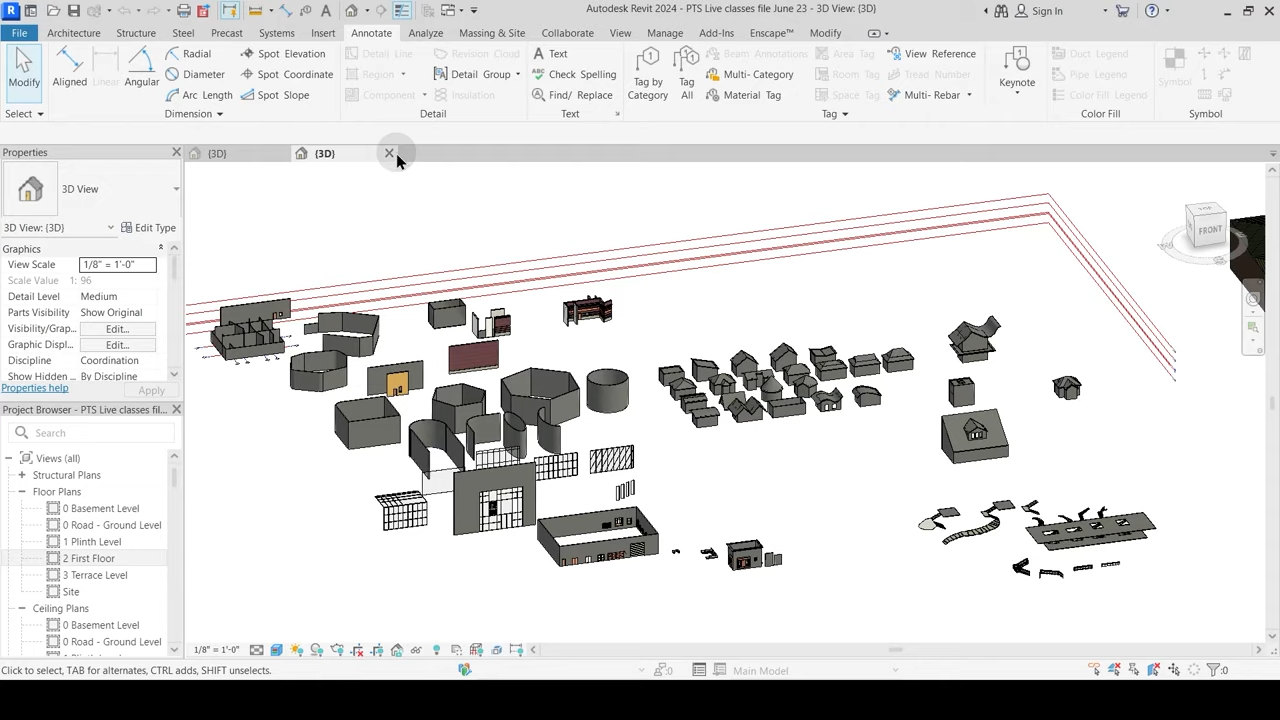 Autodesk Revit 2024 - PTS Live classes file June 23 - 3D View: {3D}
Sign In
File Architecture Structure Steel Precast Systems Insert Annotate Analyze Massing & Site Collaborate View Manage Add-Ins Enscape™ Modify
Modify Aligned Linear Angular
Radial Spot Elevation Detail Line Revision Cloud Text Beam Annotations Area Tag View Reference Duct Legend
Diameter Spot Coordinate Region Detail Group Check Spelling Tag by Category Tag All Multi- Category Room Tag Tread Number Keynote Pipe Legend Symbol
Arc Length Spot Slope Component Insulation Find/ Replace Material Tag Space Tag Multi- Rebar Color Fill Legend
Select Dimension Detail Text Tag Color Fill Symbol
Properties {3D} {3D}
3D View
3D View: {3D} Edit Type
Graphics
View Scale 1/8" = 1'-0"
Scale Value 1: 96
Detail Level Medium
Parts Visibility Show Original
Visibility/Grap... Edit...
Graphic Displ... Edit...
Discipline Coordination
Show Hidden ... By Discipline
Properties help Apply
Project Browser - PTS Live classes fil...
Search
Views (all)
Structural Plans
Floor Plans
0 Basement Level
0 Road - Ground Level
1 Plinth Level
2 First Floor
3 Terrace Level
Site
Ceiling Plans
0 Basement Level
0 Road - Ground Level
TOP
FRONT
1/8" = 1'-0"
Click to select, TAB for alternates, CTRL adds, SHIFT unselects. :0 Main Model :0